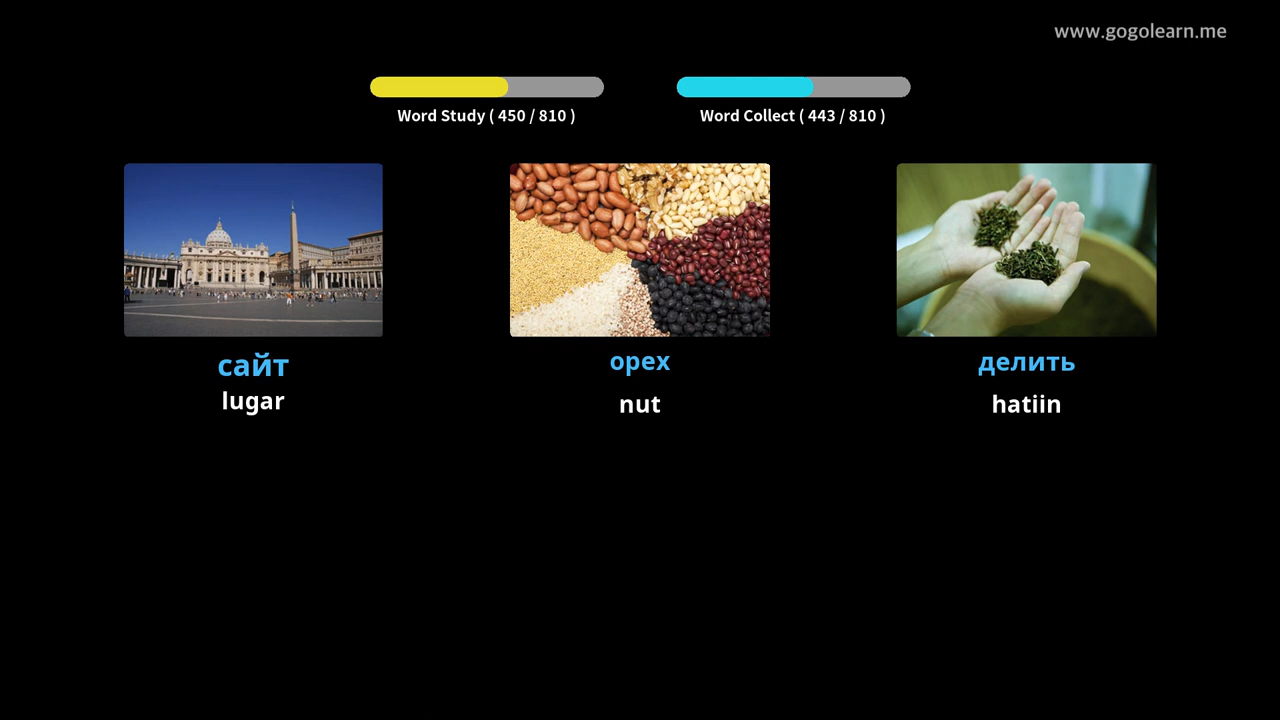 www.gogolearn.me
Word Study ( 450 / 810 )
Word Collect ( 443 / 810 )
сайт
lugar
орех
nut
делить
hatiin